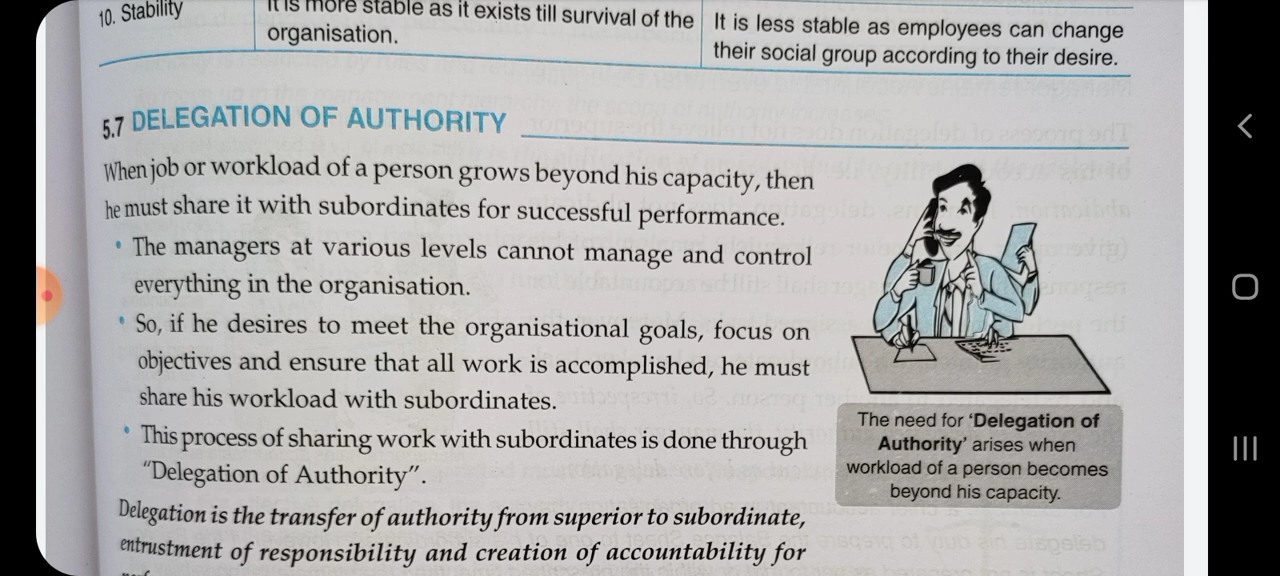 10. Stability
It is more stable as it exists till survival of the
organisation.
It is less stable as employees can change
their social group according to their desire.
5.7 DELEGATION OF AUTHORITY
When job or workload of a person grows beyond his capacity, then
he must share it with subordinates for successful performance.
• The managers at various levels cannot manage and control
everything in the organisation.
• So, if he desires to meet the organisational goals, focus on
objectives and ensure that all work is accomplished, he must
share his workload with subordinates.
• This process of sharing work with subordinates is done through
"Delegation of Authority".
The need for 'Delegation of
Authority' arises when
workload of a person becomes
beyond his capacity.
Delegation is the transfer of authority from superior to subordinate,
entrustment of responsibility and creation of accountability for